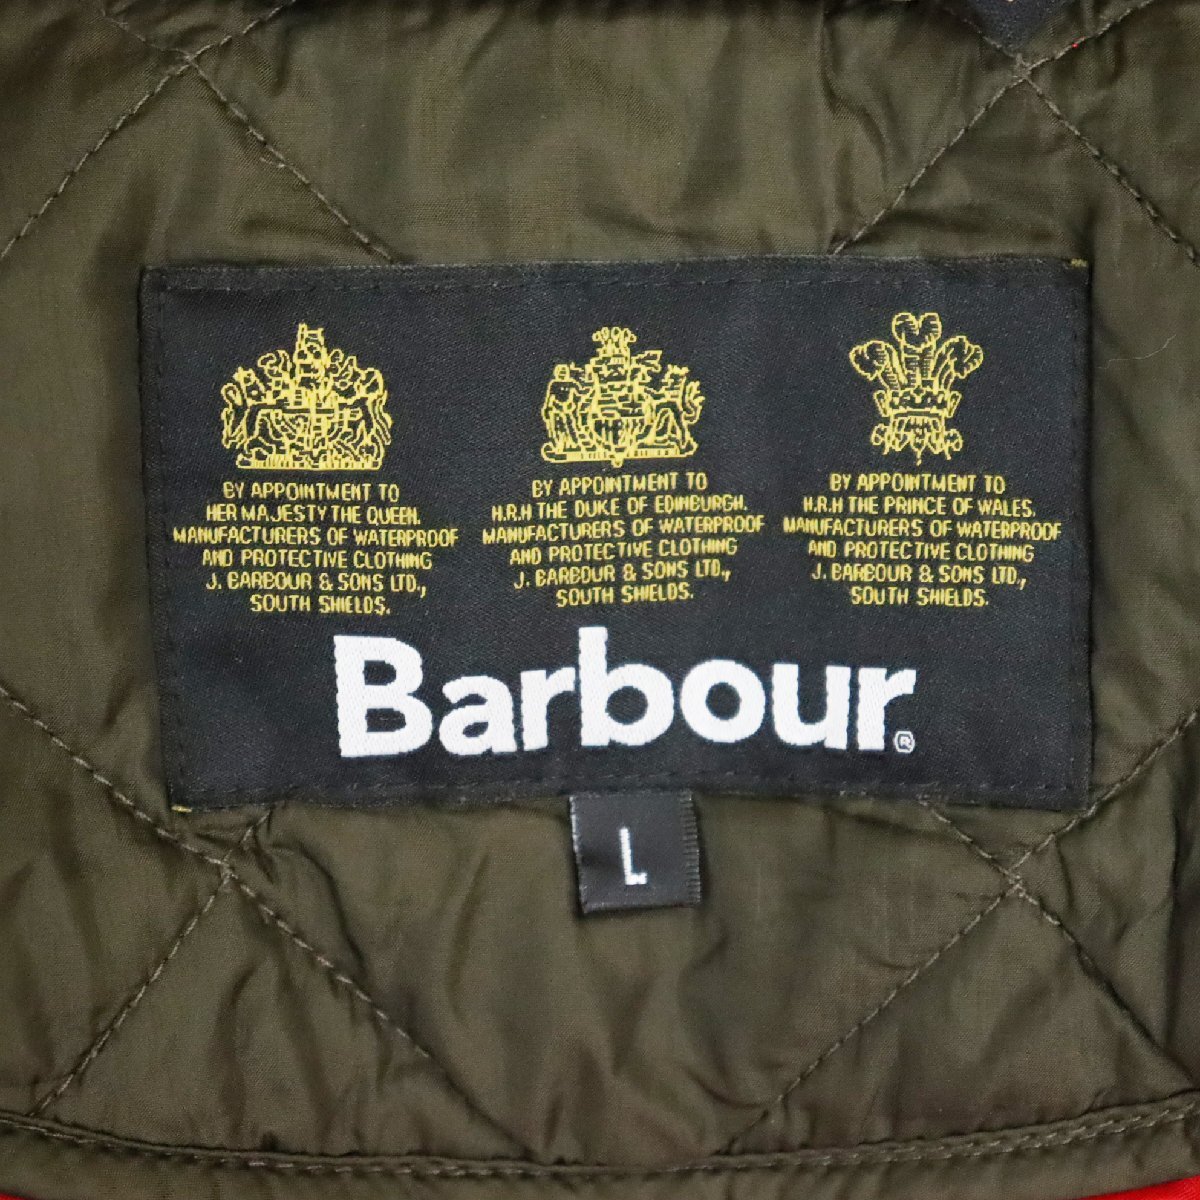 BY APPOINTMENT TO
HER MAJESTY THE QUEEN.
MANUFACTURERS OF WATERPROOF
AND PROTECTIVE CLOTHING
J. BARBOUR & SONS LTD.,
SOUTH SHIELDS.
BY APPOINTMENT TO
H.R.H THE DUKE OF EDINBURGH.
MANUFACTURERS OF WATERPROOF
AND PROTECTIVE CLOTHING
J. BARBOUR & SONS LTD.,
SOUTH SHIELDS.
BY APPOINTMENT TO
H.R.H THE PRINCE OF WALES.
MANUFACTURERS OF WATERPROOF
AND PROTECTIVE CLOTHING
J. BARBOUR & SONS LTD.,
SOUTH SHIELDS.
Barbour®
L